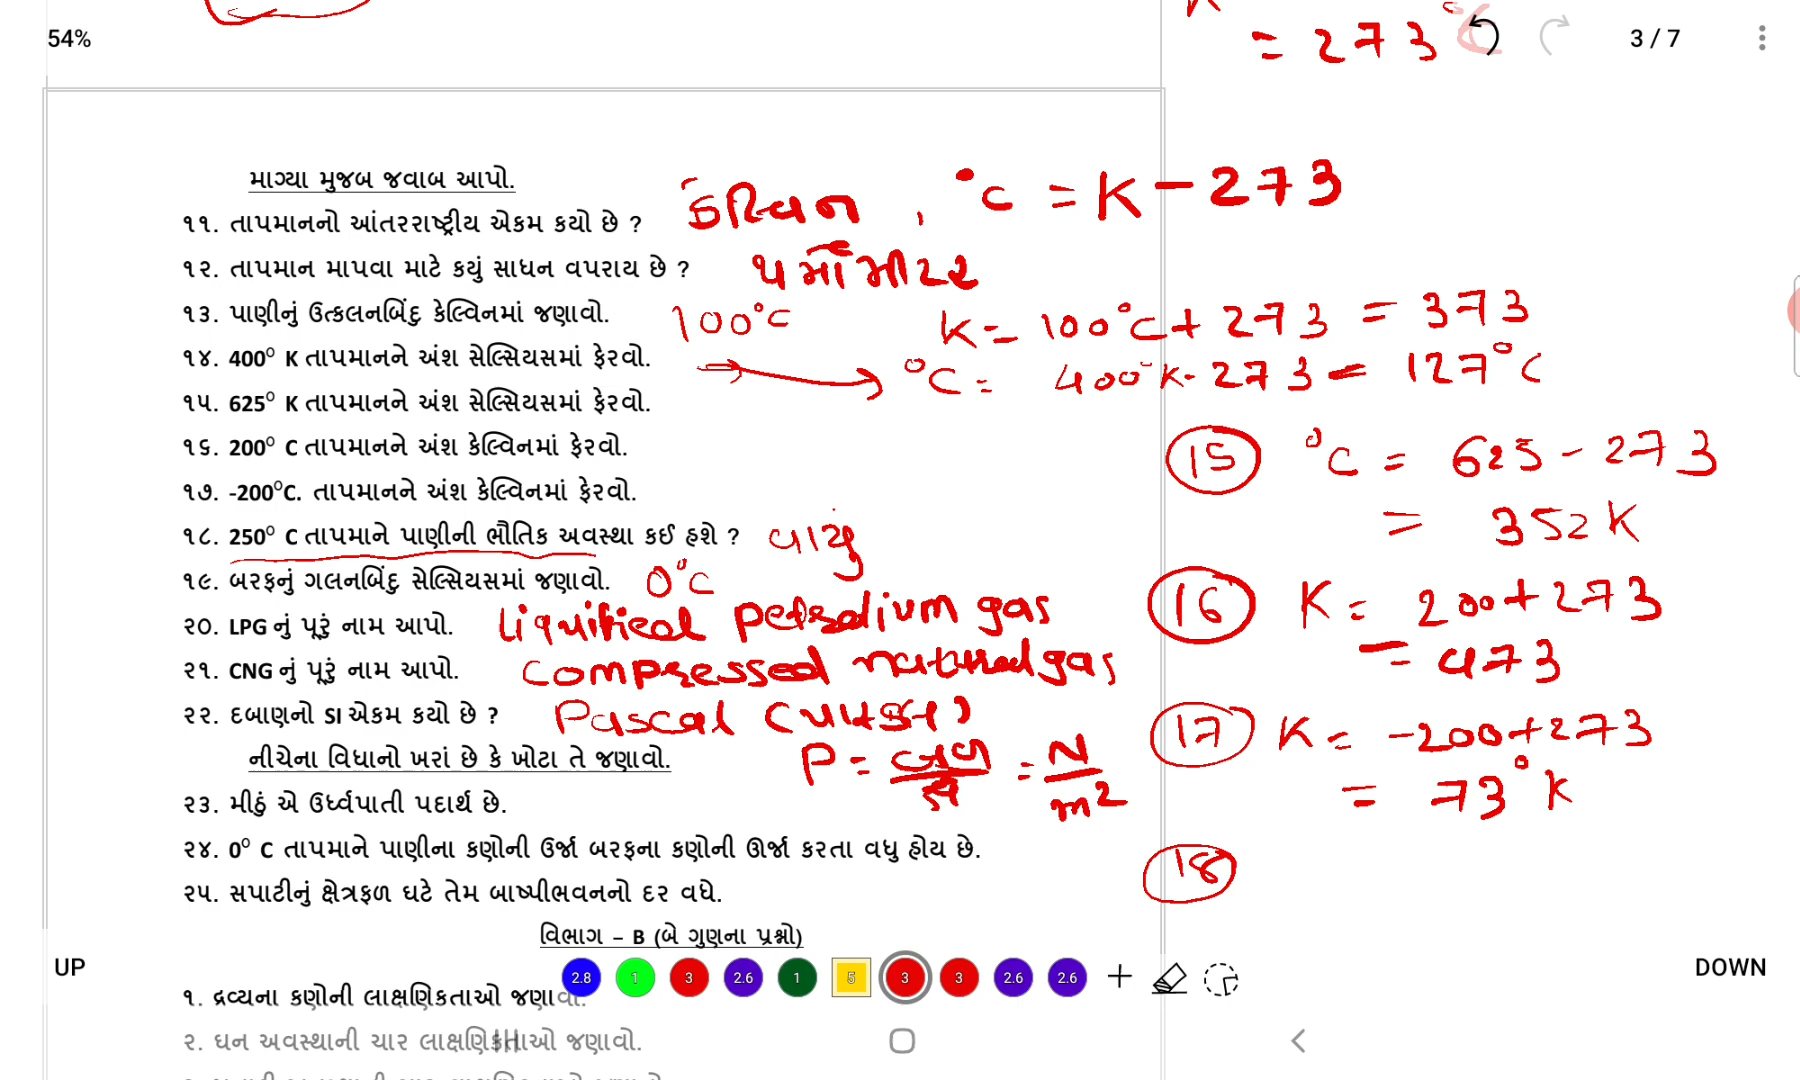 = 273°
54%
3 / 7
માગ્યા મુજબ જવાબ આપો.
૧૧. તાપમાનનો આંતરરાષ્ટ્રીય એકમ કયો છે ? કેલ્વિન , °C = K - 273
૧૨. તાપમાન માપવા માટે કયું સાધન વપરાય છે ? થર્મોમીટર
૧૩. પાણીનું ઉત્કલનબિંદુ કેલ્વિનમાં જણાવો. 100°C K = 100°C + 273 = 373
૧૪. 400° K તાપમાનને અંશ સેલ્સિયસમાં ફેરવો. → °C = 400°K - 273 = 127°C
૧૫. 625° K તાપમાનને અંશ સેલ્સિયસમાં ફેરવો.
15 °C = 625 - 273
= 352 K
૧૬. 200° C તાપમાનને અંશ કેલ્વિનમાં ફેરવો.
૧૭. -200°C. તાપમાનને અંશ કેલ્વિનમાં ફેરવો.
૧૮. 250° C તાપમાને પાણીની ભૌતિક અવસ્થા કઈ હશે ? વાયુ
૧૯. બરફનું ગલનબિંદુ સેલ્સિયસમાં જણાવો. 0°C
16 K = 200 + 273
= 473
૨૦. LPG નું પૂરું નામ આપો. Liquified petrolium gas
૨૧. CNG નું પૂરું નામ આપો. compressed natural gas
૨૨. દબાણનો SI એકમ કયો છે ? Pascal (પાસ્કલ)
17 K = -200 + 273
= 73°K
નીચેના વિધાનો ખરાં છે કે ખોટા તે જણાવો.
P = બળ / = N / m²
૨૩. મીઠું એ ઉર્ધ્વપાતી પદાર્થ છે.
૨૪. 0° C તાપમાને પાણીના કણોની ઉર્જા બરફના કણોની ઊર્જા કરતા વધુ હોય છે.
18
૨૫. સપાટીનું ક્ષેત્રફળ ઘટે તેમ બાષ્પીભવનનો દર વધે.
વિભાગ – B (બે ગુણના પ્રશ્નો)
UP
DOWN
2.8 1 3 2.6 1 5 3 3 2.6 2.6
૧. દ્રવ્યના કણોની લાક્ષણિકતાઓ જણાવો.
૨. ઘન અવસ્થાની ચાર લાક્ષણિકતાઓ જણાવો.